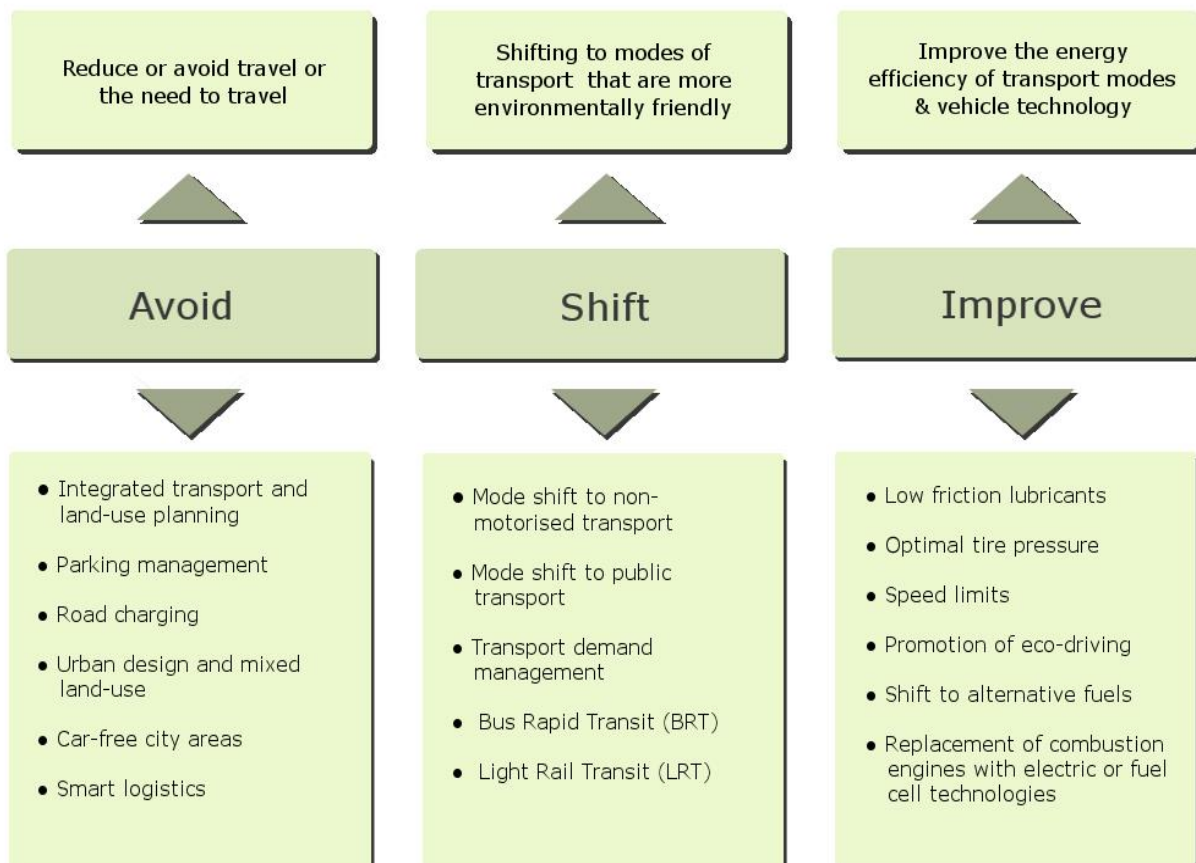 Reduce or avoid travel or
the need to travel
Shifting to modes of
transport that are more
environmentally friendly
Improve the energy
efficiency of transport modes
& vehicle technology
Avoid
Shift
Improve
● Integrated transport and
land-use planning
● Parking management
● Road charging
● Urban design and mixed
land-use
● Car-free city areas
● Smart logistics
● Mode shift to non-
motorised transport
● Mode shift to public
transport
● Transport demand
management
● Bus Rapid Transit (BRT)
● Light Rail Transit (LRT)
● Low friction lubricants
● Optimal tire pressure
● Speed limits
● Promotion of eco-driving
● Shift to alternative fuels
● Replacement of combustion
engines with electric or fuel
cell technologies